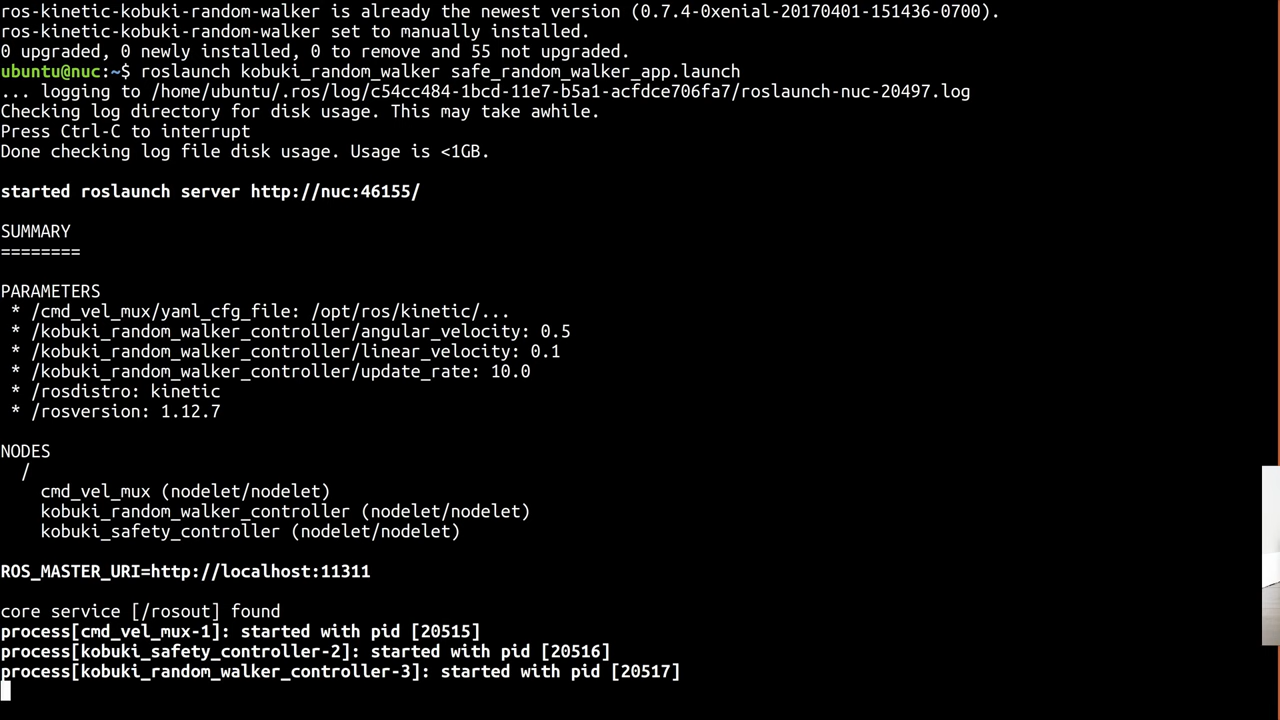 ros-kinetic-kobuki-random-walker is already the newest version (0.7.4-0xenial-20170401-151436-0700).
ros-kinetic-kobuki-random-walker set to manually installed.
0 upgraded, 0 newly installed, 0 to remove and 55 not upgraded.
ubuntu@nuc:~$ roslaunch kobuki_random_walker safe_random_walker_app.launch
... logging to /home/ubuntu/.ros/log/c54cc484-1bcd-11e7-b5a1-acfdce706fa7/roslaunch-nuc-20497.log
Checking log directory for disk usage. This may take awhile.
Press Ctrl-C to interrupt
Done checking log file disk usage. Usage is <1GB.
started roslaunch server http://nuc:46155/
SUMMARY
========
PARAMETERS
* /cmd_vel_mux/yaml_cfg_file: /opt/ros/kinetic/...
* /kobuki_random_walker_controller/angular_velocity: 0.5
* /kobuki_random_walker_controller/linear_velocity: 0.1
* /kobuki_random_walker_controller/update_rate: 10.0
* /rosdistro: kinetic
* /rosversion: 1.12.7
NODES
/
cmd_vel_mux (nodelet/nodelet)
kobuki_random_walker_controller (nodelet/nodelet)
kobuki_safety_controller (nodelet/nodelet)
ROS_MASTER_URI=http://localhost:11311
core service [/rosout] found
process[cmd_vel_mux-1]: started with pid [20515]
process[kobuki_safety_controller-2]: started with pid [20516]
process[kobuki_random_walker_controller-3]: started with pid [20517]